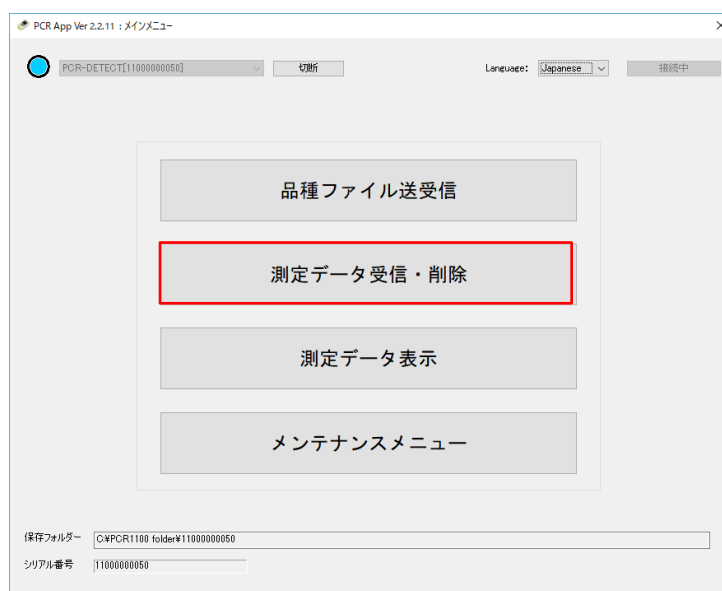 PCR App Ver 2.2.11 : メインメニュー
PCR-DETECT[11000000050] 切断 Language: Japanese 接続中
品種ファイル送受信
測定データ受信・削除
測定データ表示
メンテナンスメニュー
保存フォルダー C:¥PCR1100 folder¥11000000050
シリアル番号 11000000050